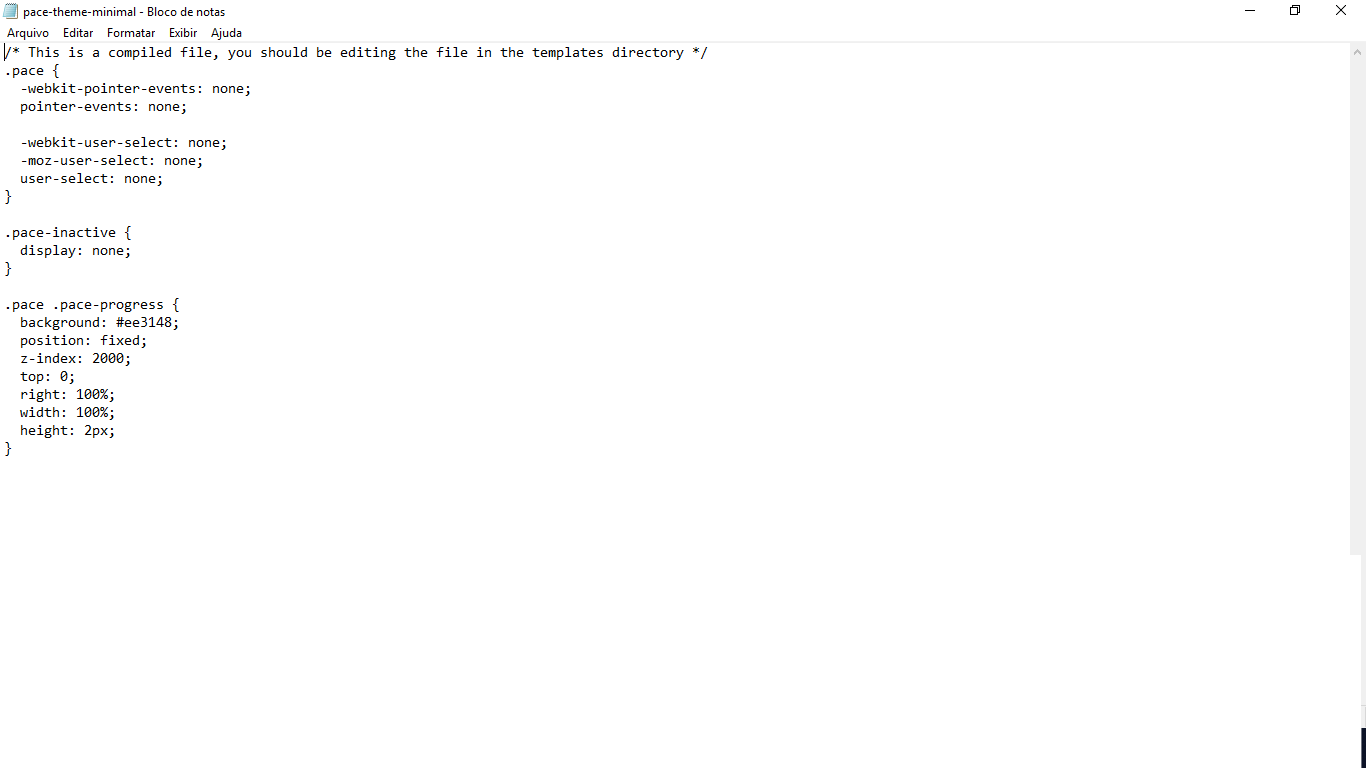 pace-theme-minimal - Bloco de notas
Arquivo Editar Formatar Exibir Ajuda
/* This is a compiled file, you should be editing the file in the templates directory */
.pace {
  -webkit-pointer-events: none;
  pointer-events: none;

  -webkit-user-select: none;
  -moz-user-select: none;
  user-select: none;
}

.pace-inactive {
  display: none;
}

.pace .pace-progress {
  background: #ee3148;
  position: fixed;
  z-index: 2000;
  top: 0;
  right: 100%;
  width: 100%;
  height: 2px;
}